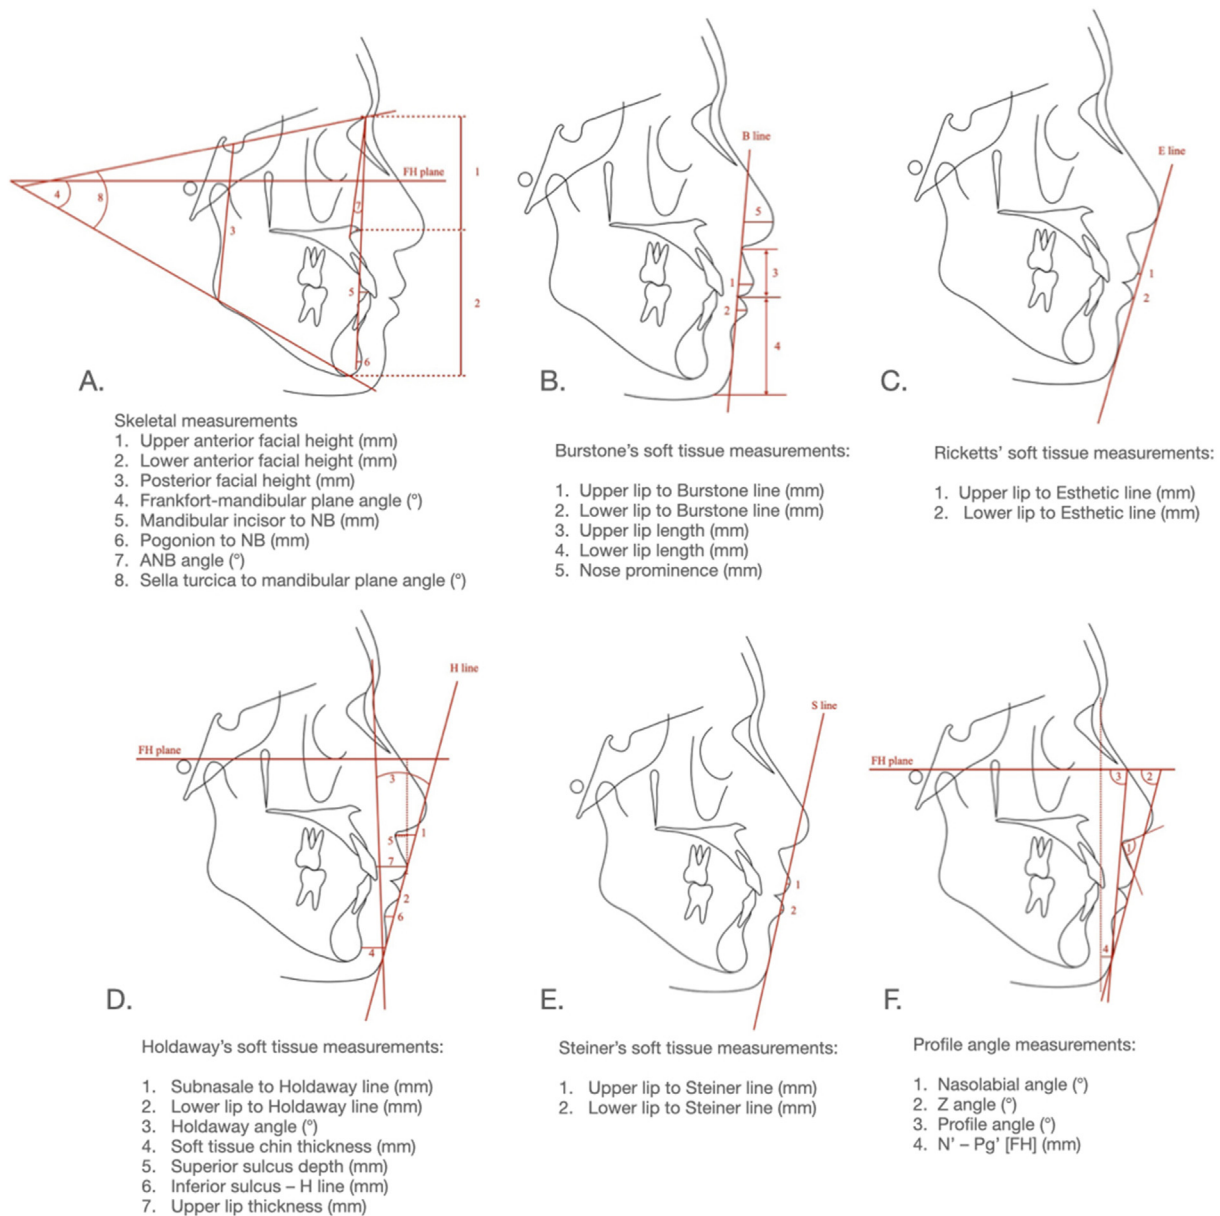 B line
E line
FH plane
1
4
8
7
5
3
3
1
5
2
4
2
1
2
6
A.
B.
C.
Skeletal measurements
1. Upper anterior facial height (mm)
2. Lower anterior facial height (mm)
3. Posterior facial height (mm)
4. Frankfort-mandibular plane angle (°)
5. Mandibular incisor to NB (mm)
6. Pogonion to NB (mm)
7. ANB angle (°)
8. Sella turcica to mandibular plane angle (°)
Burstone's soft tissue measurements:
1. Upper lip to Burstone line (mm)
2. Lower lip to Burstone line (mm)
3. Upper lip length (mm)
4. Lower lip length (mm)
5. Nose prominence (mm)
Ricketts' soft tissue measurements:
1. Upper lip to Esthetic line (mm)
2. Lower lip to Esthetic line (mm)
H line
FH plane
3
1
5
7
2
6
4
D.
S line
1
2
E.
FH plane
3
2
1
4
F.
Holdaway's soft tissue measurements:
1. Subnasale to Holdaway line (mm)
2. Lower lip to Holdaway line (mm)
3. Holdaway angle (°)
4. Soft tissue chin thickness (mm)
5. Superior sulcus depth (mm)
6. Inferior sulcus – H line (mm)
7. Upper lip thickness (mm)
Steiner's soft tissue measurements:
1. Upper lip to Steiner line (mm)
2. Lower lip to Steiner line (mm)
Profile angle measurements:
1. Nasolabial angle (°)
2. Z angle (°)
3. Profile angle (°)
4. N' – Pg' [FH] (mm)